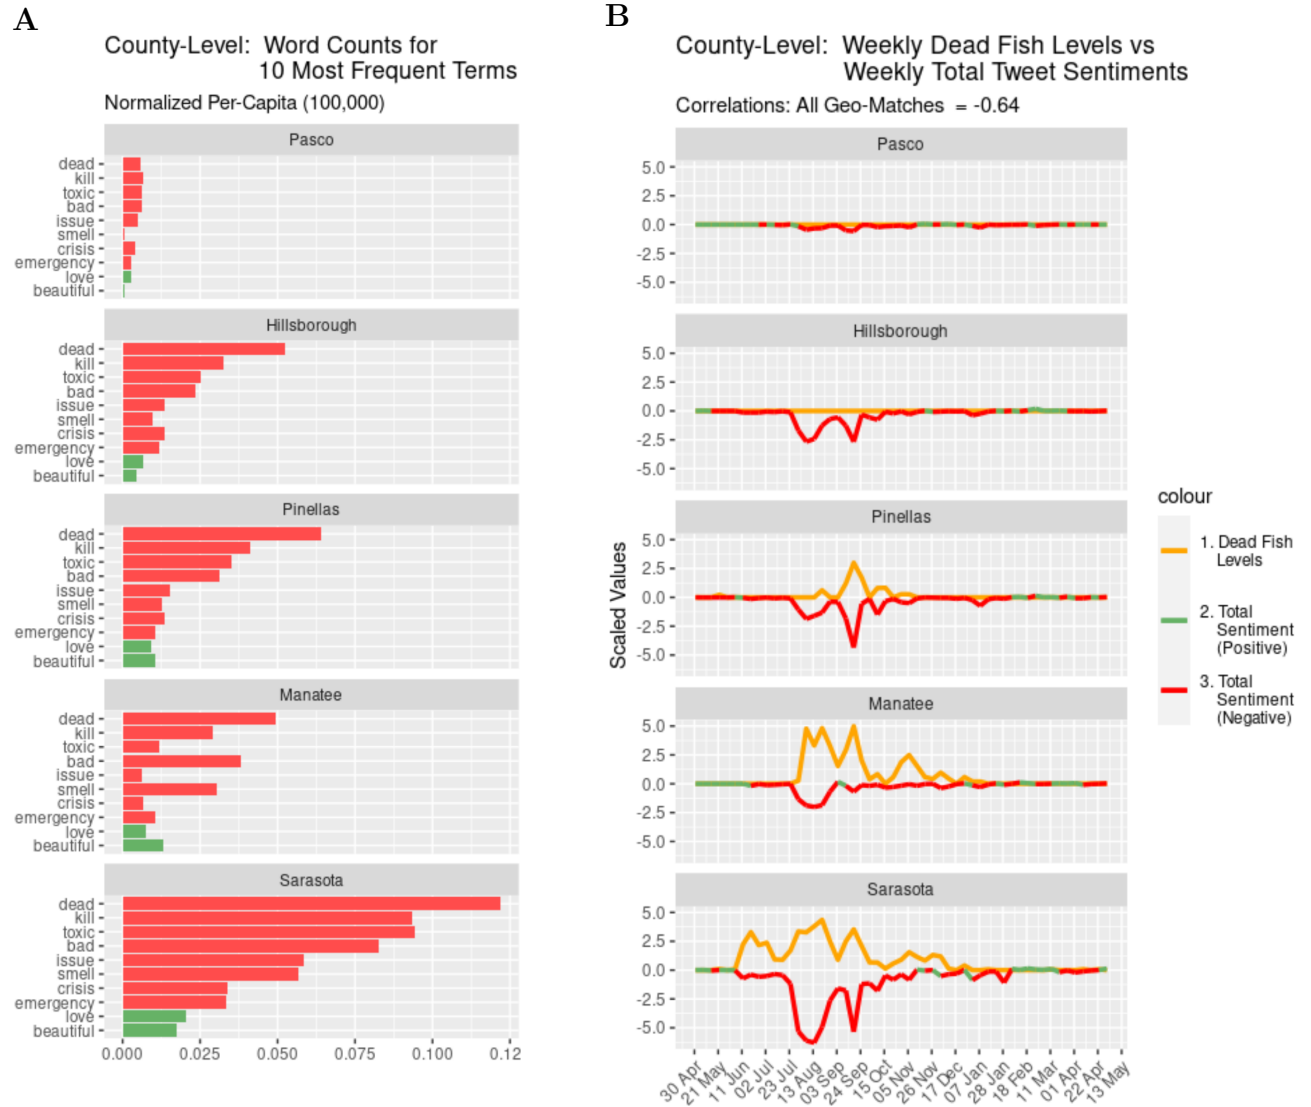 A
County-Level: Word Counts for
10 Most Frequent Terms
Normalized Per-Capita (100,000)
Pasco
dead
kill
toxic
bad
issue
smell
crisis
emergency
love
beautiful
Hillsborough
dead
kill
toxic
bad
issue
smell
crisis
emergency
love
beautiful
Pinellas
dead
kill
toxic
bad
issue
smell
crisis
emergency
love
beautiful
Manatee
dead
kill
toxic
bad
issue
smell
crisis
emergency
love
beautiful
Sarasota
dead
kill
toxic
bad
issue
smell
crisis
emergency
love
beautiful
0.000 0.025 0.050 0.075 0.100 0.12
B
County-Level: Weekly Dead Fish Levels vs
Weekly Total Tweet Sentiments
Correlations: All Geo-Matches = -0.64
Scaled Values
Pasco
5.0
2.5
0.0
-2.5
-5.0
Hillsborough
5.0
2.5
0.0
-2.5
-5.0
Pinellas
5.0
2.5
0.0
-2.5
-5.0
Manatee
5.0
2.5
0.0
-2.5
-5.0
Sarasota
5.0
2.5
0.0
-2.5
-5.0
30 Apr 21 May 11 Jun 02 Jul 23 Jul 13 Aug 03 Sep 24 Sep 15 Oct 05 Nov 26 Nov 17 Dec 07 Jan 28 Jan 18 Feb 11 Mar 01 Apr 22 Apr 13 May
colour
1. Dead Fish
Levels
2. Total
Sentiment
(Positive)
3. Total
Sentiment
(Negative)